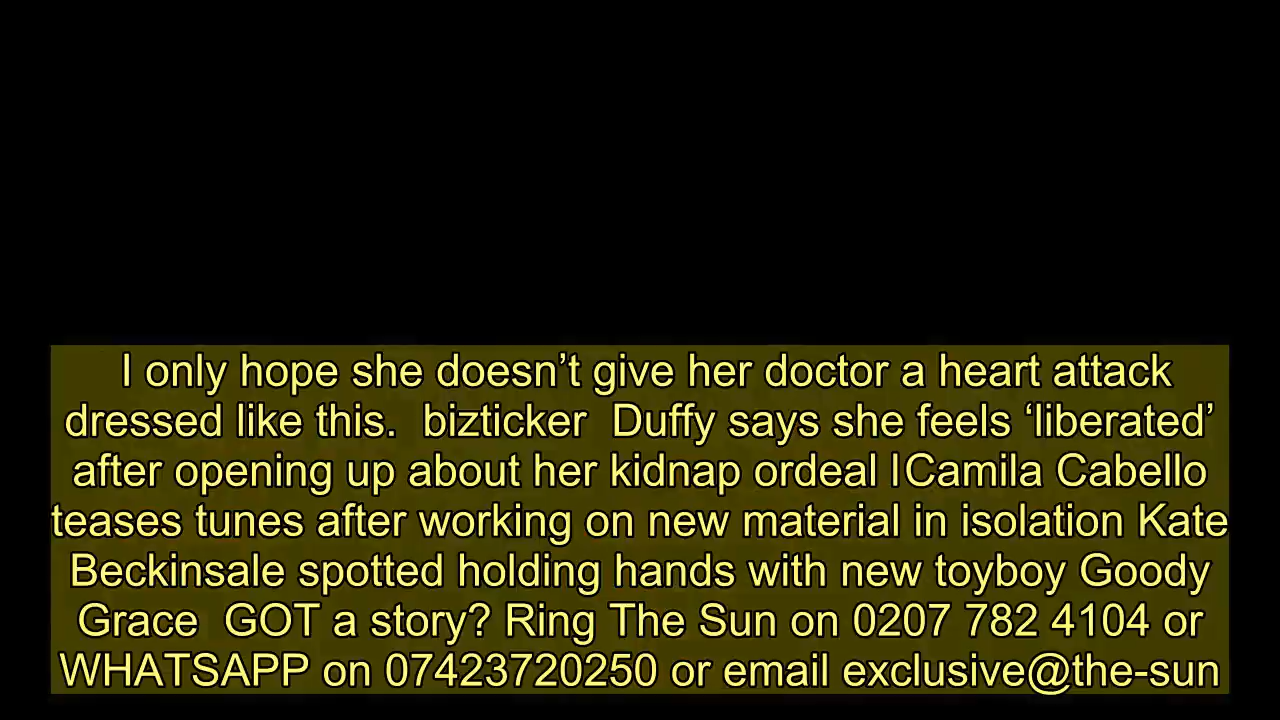 I only hope she doesn’t give her doctor a heart attack
dressed like this.  bizticker  Duffy says she feels ‘liberated’
after opening up about her kidnap ordeal lCamila Cabello
teases tunes after working on new material in isolation Kate
Beckinsale spotted holding hands with new toyboy Goody
Grace  GOT a story? Ring The Sun on 0207 782 4104 or
WHATSAPP on 07423720250 or email exclusive@the-sun